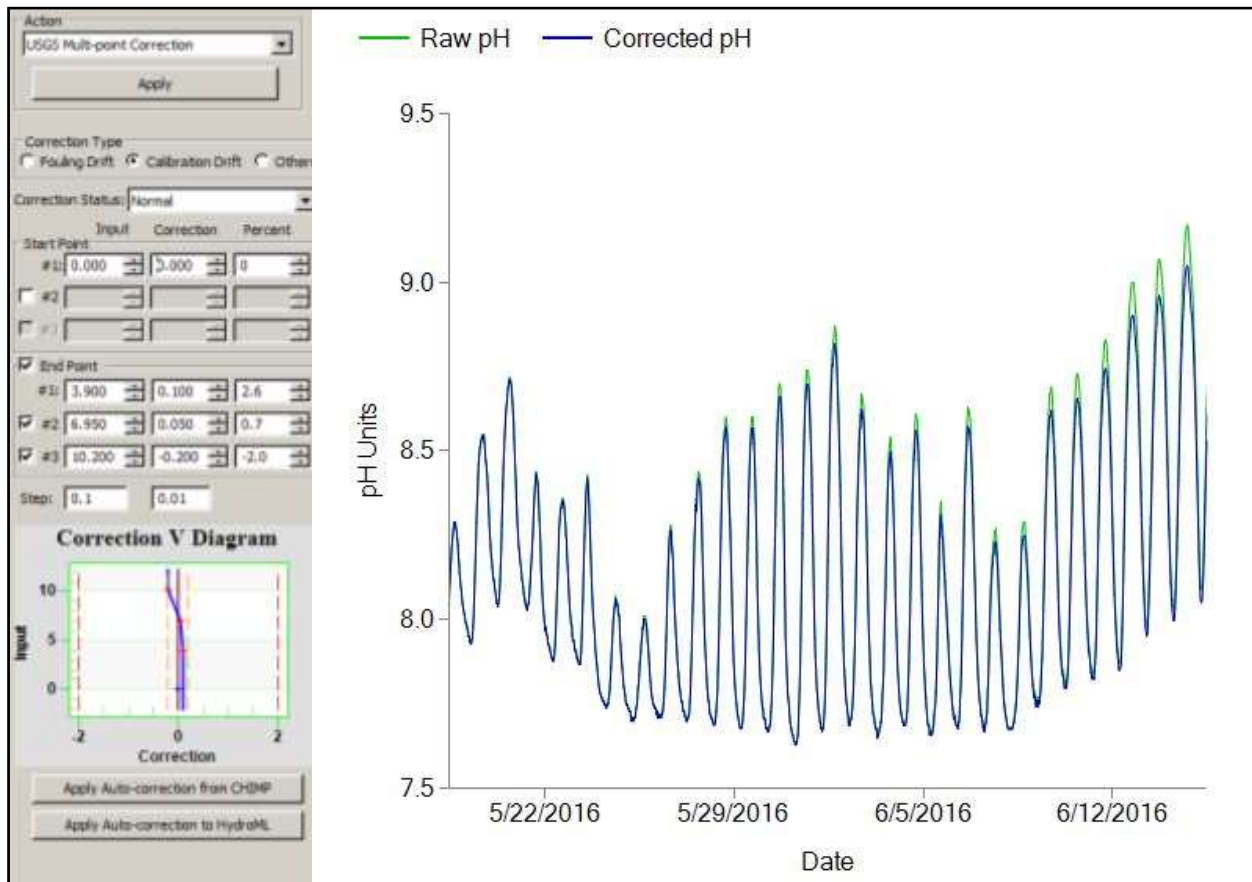 Action
USGS Multi-point Correction
Apply
Correction Type
Fouling Drift Calibration Drift Others
Correction Status: Normal
Input Correction Percent
Start Point
#1: 0.000 0.000 0
#2
End Point
#1: 3.900 0.100 2.6
#2 6.950 0.050 0.7
#3 10.200 -0.200 -2.0
Step: 0.1 0.01
Correction V Diagram
10
5
0
Input
-2 0 2
Correction
Apply Auto-correction from CHIMP
Apply Auto-correction to HydroML
Raw pH Corrected pH
9.5
9.0
8.5
8.0
7.5
pH Units
5/22/2016 5/29/2016 6/5/2016 6/12/2016
Date